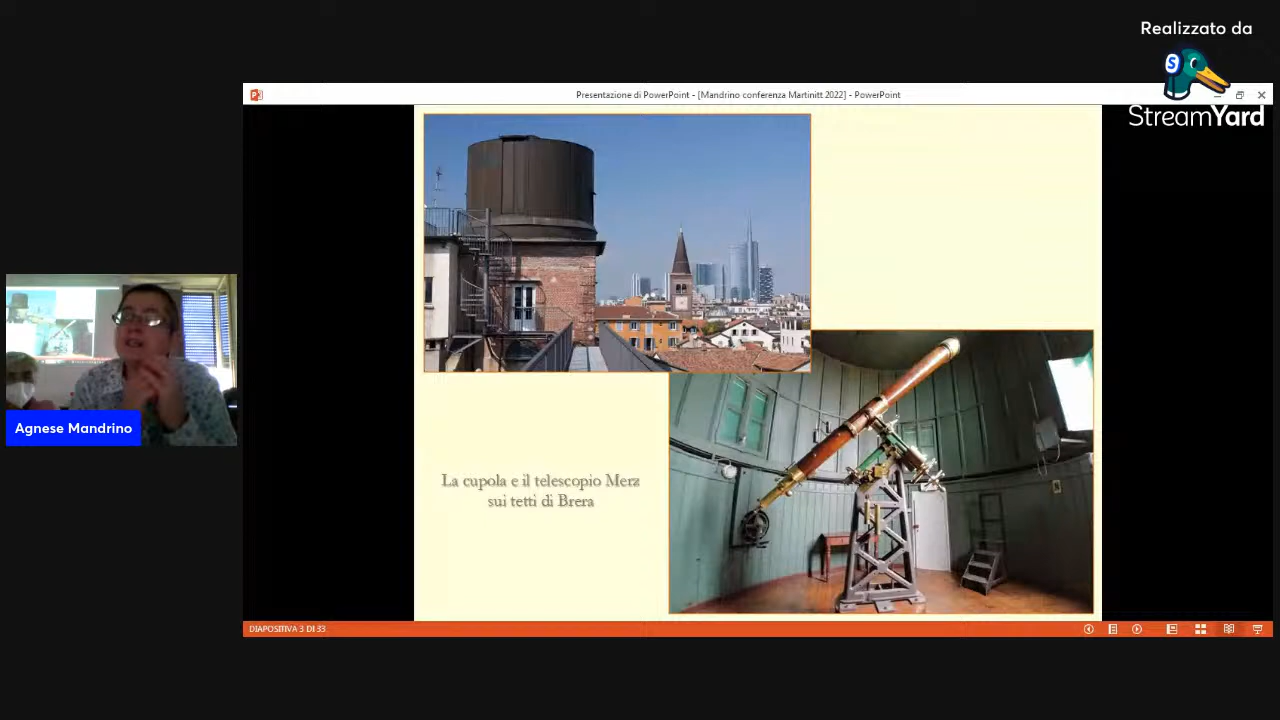 Realizzato da
S
StreamYard
Presentazione di PowerPoint - [Mandrino conferenza Martinitt 2022] - PowerPoint
Agnese Mandrino
La cupola e il telescopio Merz
sui tetti di Brera
DIAPOSITIVA 3 DI 33